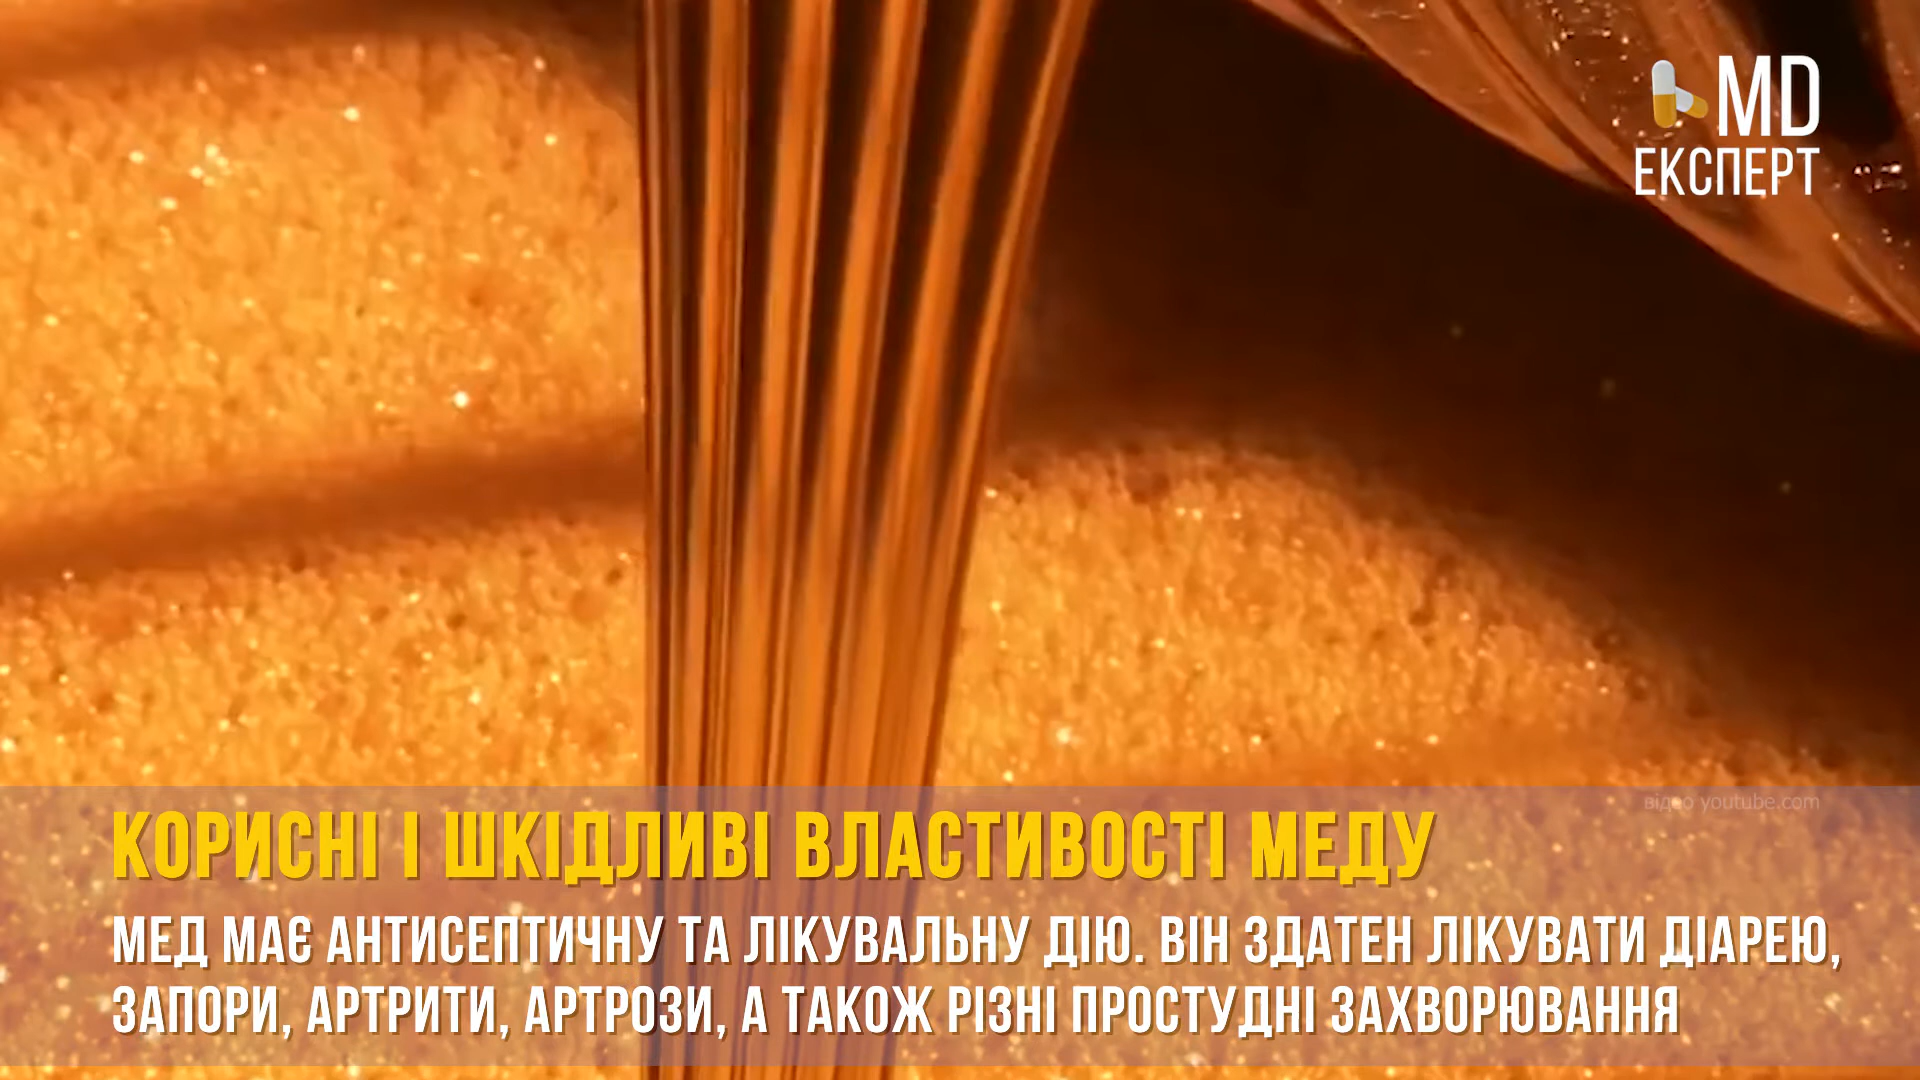 MD
ЕКСПЕРТ
відео youtube.com
КОРИСНІ І ШКІДЛИВІ ВЛАСТИВОСТІ МЕДУ
МЕД МАЄ АНТИСЕПТИЧНУ ТА ЛІКУВАЛЬНУ ДІЮ. ВІН ЗДАТЕН ЛІКУВАТИ ДІАРЕЮ,
ЗАПОРИ, АРТРИТИ, АРТРОЗИ, А ТАКОЖ РІЗНІ ПРОСТУДНІ ЗАХВОРЮВАННЯ